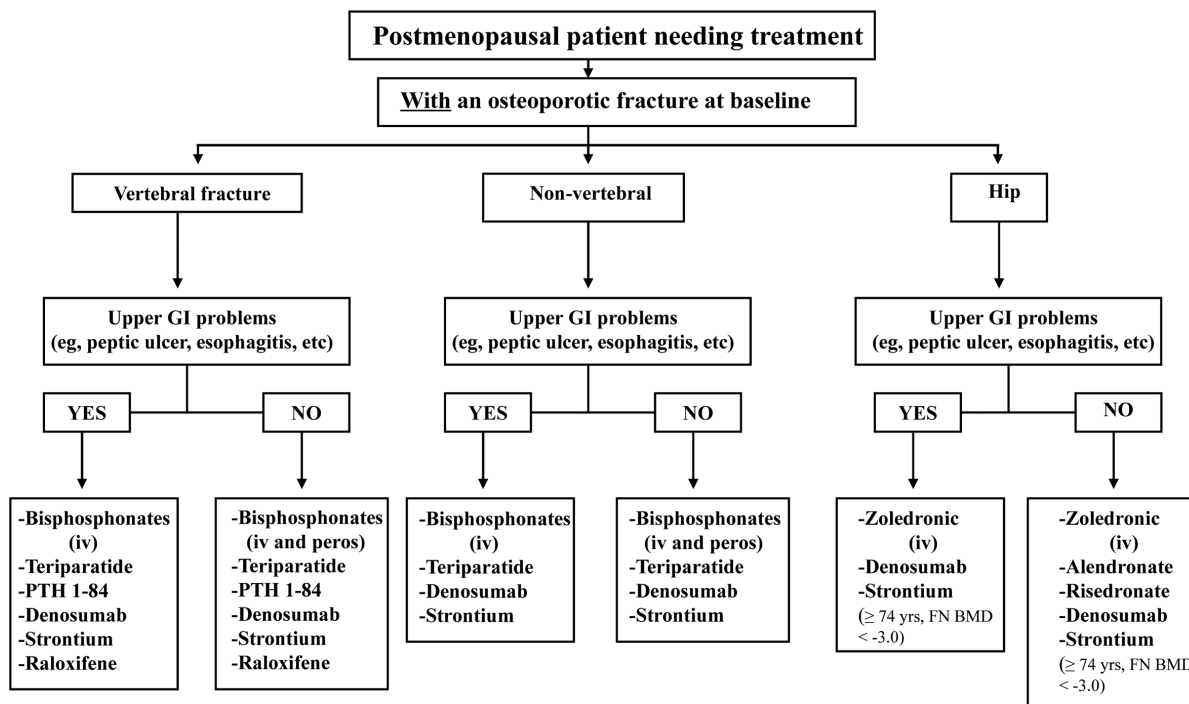 Postmenopausal patient needing treatment
With an osteoporotic fracture at baseline
Vertebral fracture
Non-vertebral
Hip
Upper GI problems
(eg, peptic ulcer, esophagitis, etc)
Upper GI problems
(eg, peptic ulcer, esophagitis, etc)
Upper GI problems
(eg, peptic ulcer, esophagitis, etc)
YES
NO
YES
NO
YES
NO
-Bisphosphonates
(iv)
-Teriparatide
-PTH 1-84
-Denosumab
-Strontium
-Raloxifene
-Bisphosphonates
(iv and peros)
-Teriparatide
-PTH 1-84
-Denosumab
-Strontium
-Raloxifene
-Bisphosphonates
(iv)
-Teriparatide
-Denosumab
-Strontium
-Bisphosphonates
(iv and peros)
-Teriparatide
-Denosumab
-Strontium
-Zoledronic
(iv)
-Denosumab
-Strontium
(≥ 74 yrs, FN BMD
< -3.0)
-Zoledronic
(iv)
-Alendronate
-Risedronate
-Denosumab
-Strontium
(≥ 74 yrs, FN BMD
< -3.0)